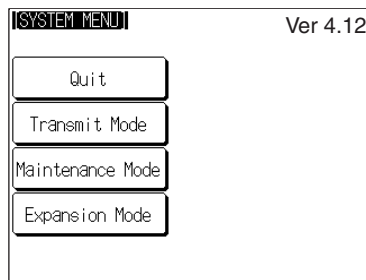 [SYSTEM MENU]
Ver 4.12
Quit
Transmit Mode
Maintenance Mode
Expansion Mode